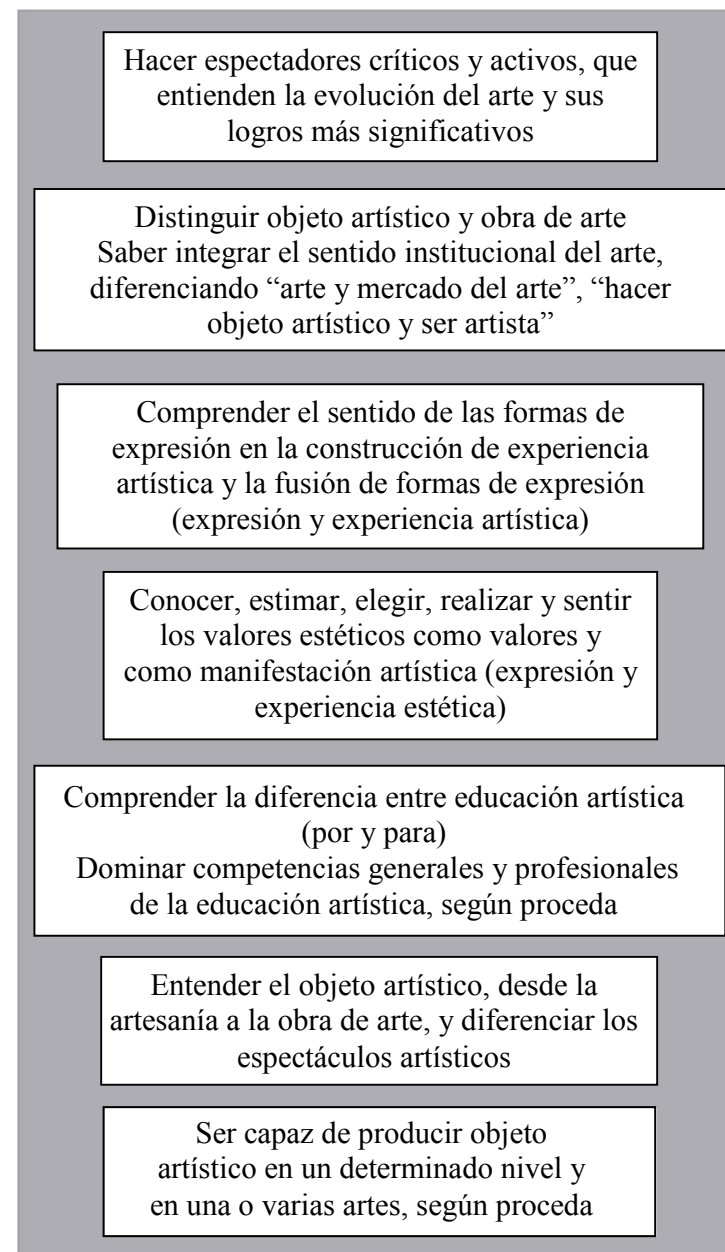 Hacer espectadores críticos y activos, que
entienden la evolución del arte y sus
logros más significativos
Distinguir objeto artístico y obra de arte
Saber integrar el sentido institucional del arte,
diferenciando “arte y mercado del arte”, “hacer
objeto artístico y ser artista”
Comprender el sentido de las formas de
expresión en la construcción de experiencia
artística y la fusión de formas de expresión
(expresión y experiencia artística)
Conocer, estimar, elegir, realizar y sentir
los valores estéticos como valores y
como manifestación artística (expresión y
experiencia estética)
Comprender la diferencia entre educación artística
(por y para)
Dominar competencias generales y profesionales
de la educación artística, según proceda
Entender el objeto artístico, desde la
artesanía a la obra de arte, y diferenciar los
espectáculos artísticos
Ser capaz de producir objeto
artístico en un determinado nivel y
en una o varias artes, según proceda